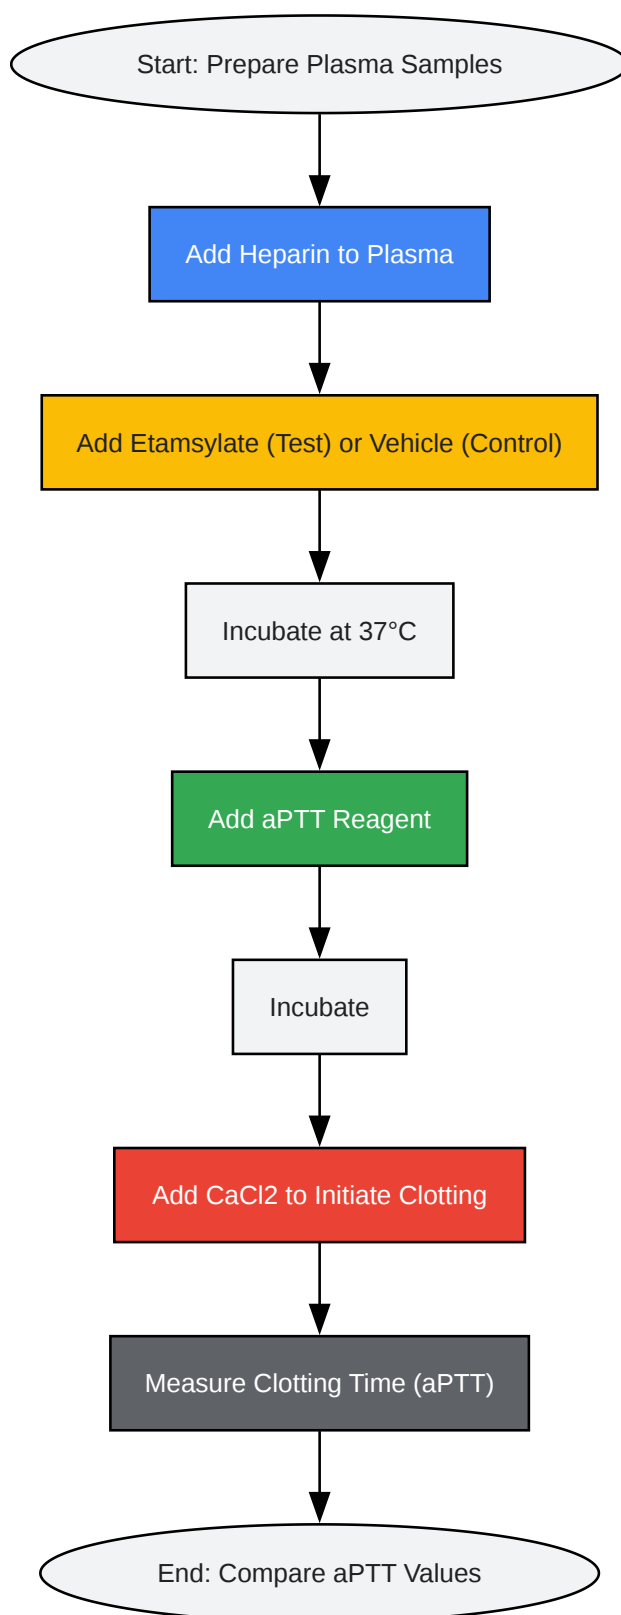 Start: Prepare Plasma Samples
Add Heparin to Plasma
Add Etamsylate (Test) or Vehicle (Control)
Incubate at 37°C
Add aPTT Reagent
Incubate
Add CaCl2 to Initiate Clotting
Measure Clotting Time (aPTT)
End: Compare aPTT Values